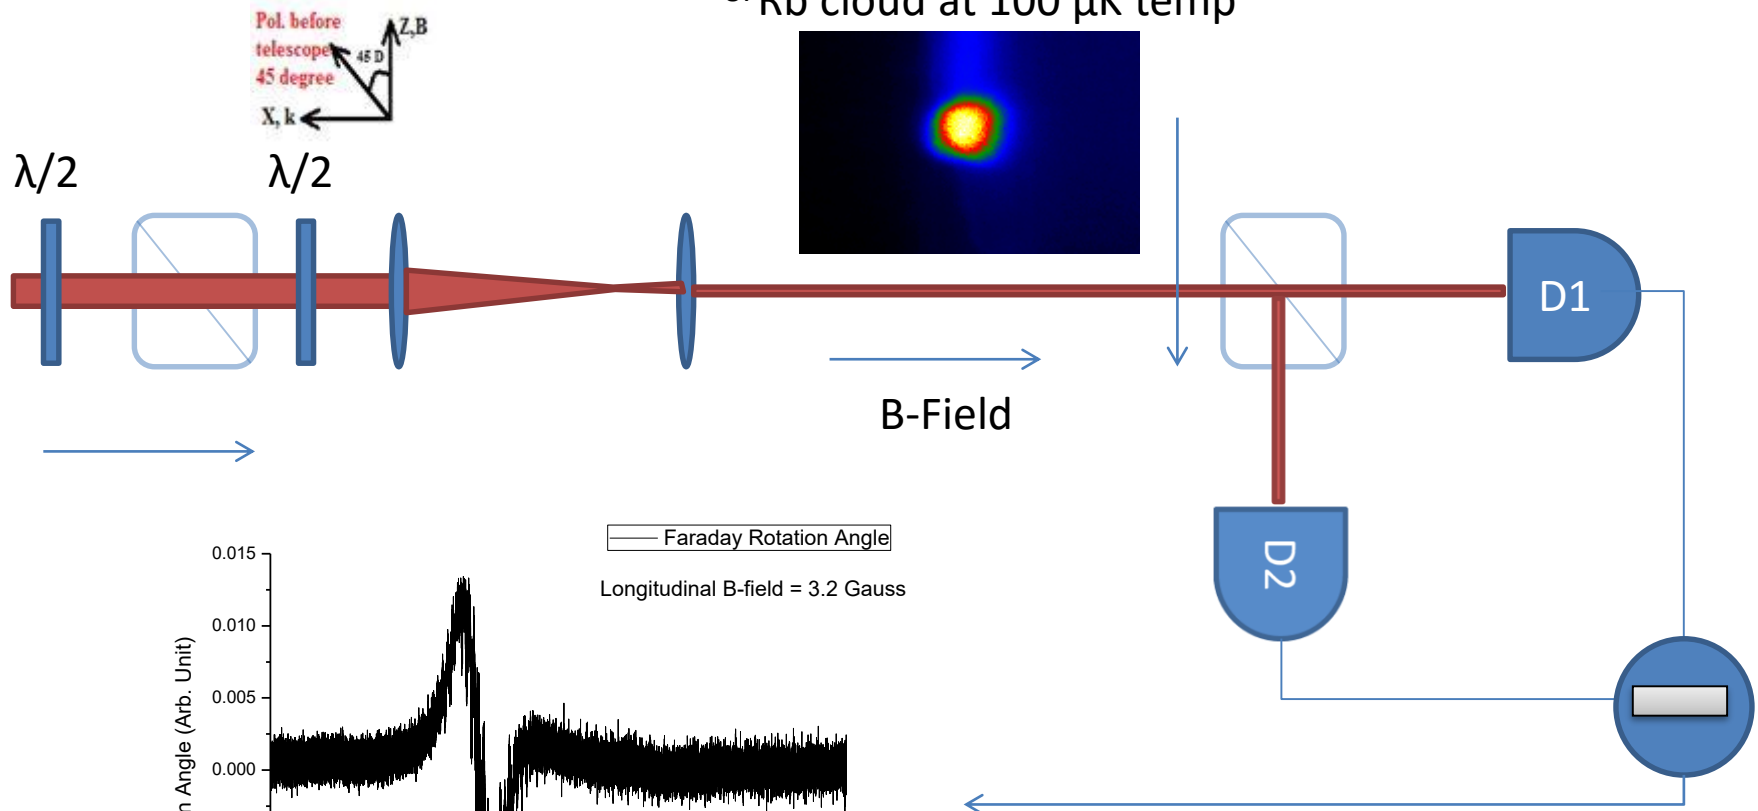 Rb cloud at 100 μK temp
Pol. before
telescope
45 degree
Z,B
45 D
X, k
λ/2
λ/2
D1
B-Field
D2
Faraday Rotation Angle
Longitudinal B-field = 3.2 Gauss
0.015
0.010
0.005
0.000
Angle (Arb. Unit)